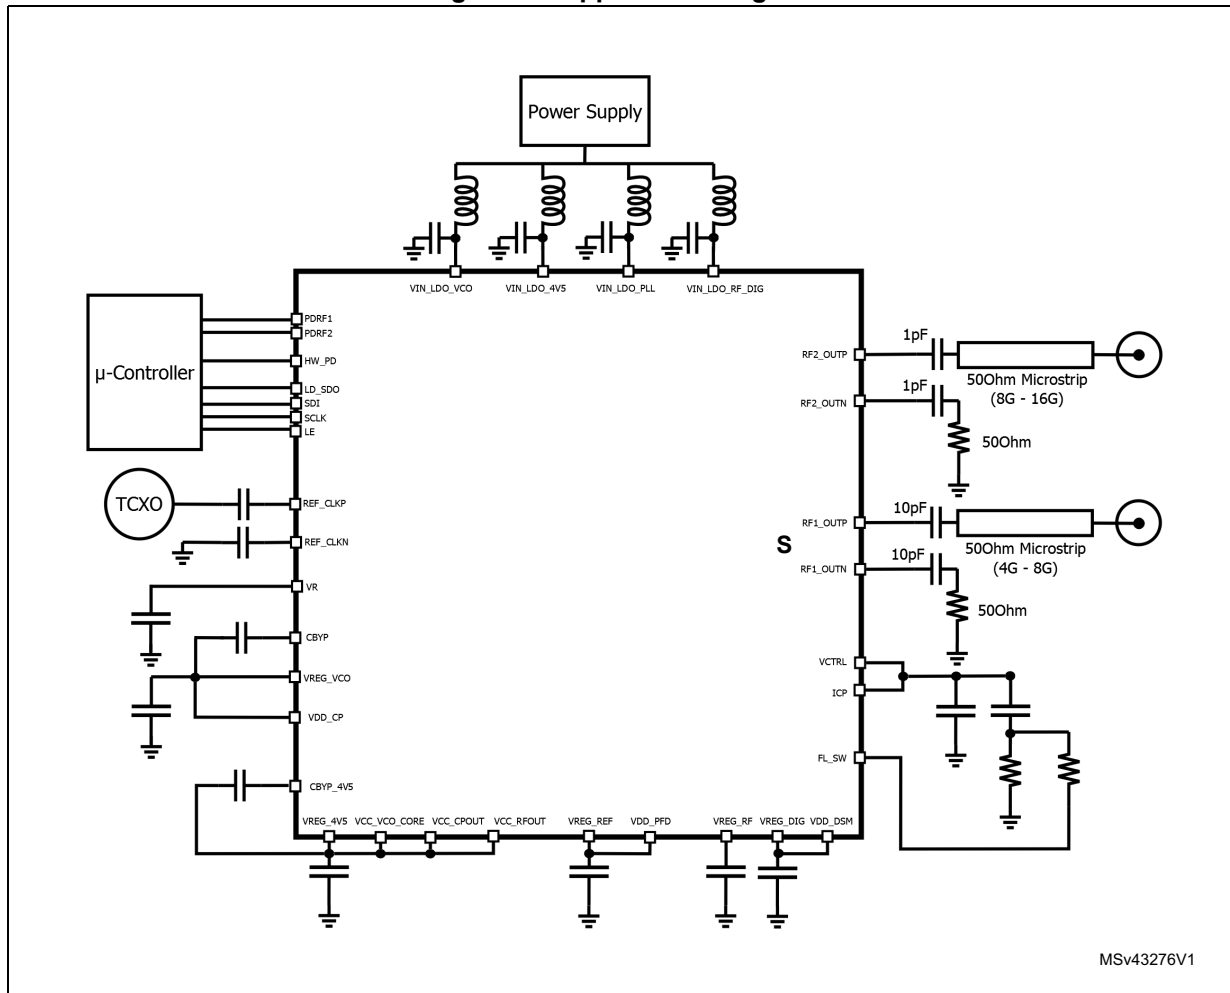 Power Supply
VIN_LDO_VCO
VIN_LDO_4V5
VIN_LDO_PLL
VIN_LDO_RF_DIG
µ-Controller
PDRF1
PDRF2
HW_PD
LD_SDO
SDI
SCLK
LE
TCXO
REF_CLKP
REF_CLKN
VR
CBYP
VREG_VCO
VDD_CP
CBYP_4V5
VREG_4V5
VCC_VCO_CORE
VCC_CPOUT
VCC_RFOUT
VREG_REF
VDD_PFD
VREG_RF
VREG_DIG
VDD_DSM
RF2_OUTP
1pF
50Ohm Microstrip
(8G - 16G)
RF2_OUTN
1pF
50Ohm
RF1_OUTP
10pF
50Ohm Microstrip
(4G - 8G)
S
RF1_OUTN
10pF
50Ohm
VCTRL
ICP
FL_SW
MSv43276V1